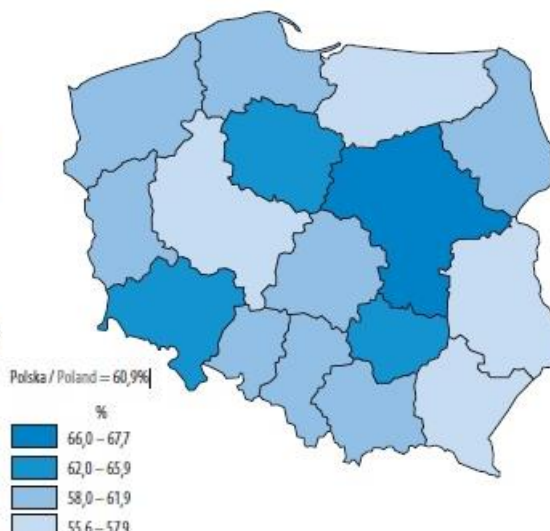 Polska / Poland = 60,9%
%
66,0 – 67,7
62,0 – 65,9
58,0 – 61,9
55,6 – 57,9